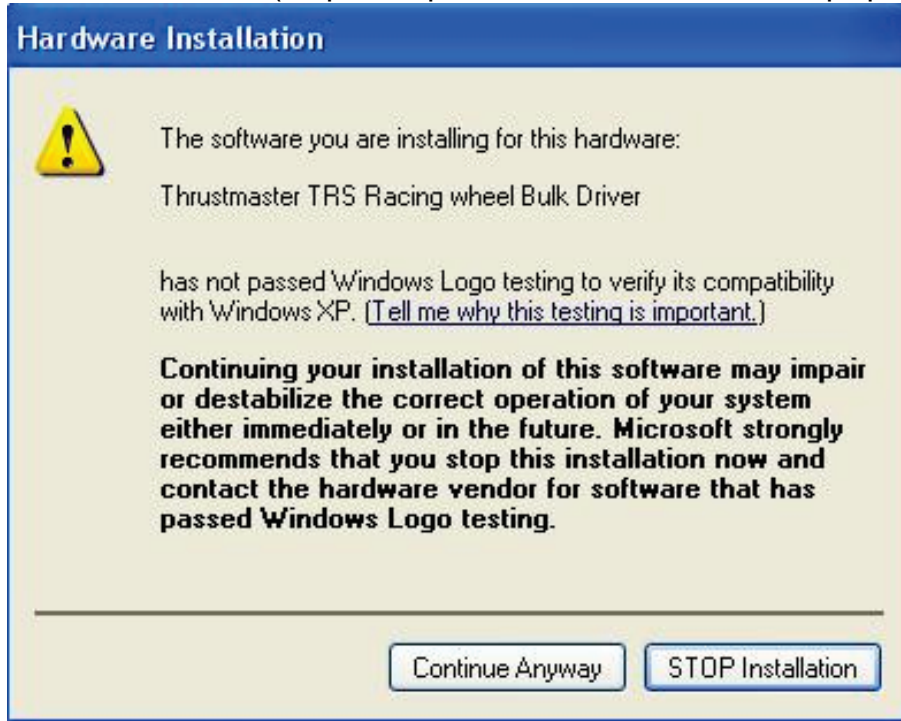 Hardware Installation
The software you are installing for this hardware:
Thrustmaster TRS Racing wheel Bulk Driver
has not passed Windows Logo testing to verify its compatibility
with Windows XP. (Tell me why this testing is important.)
Continuing your installation of this software may impair
or destabilize the correct operation of your system
either immediately or in the future. Microsoft strongly
recommends that you stop this installation now and
contact the hardware vendor for software that has
passed Windows Logo testing.
Continue Anyway
STOP Installation